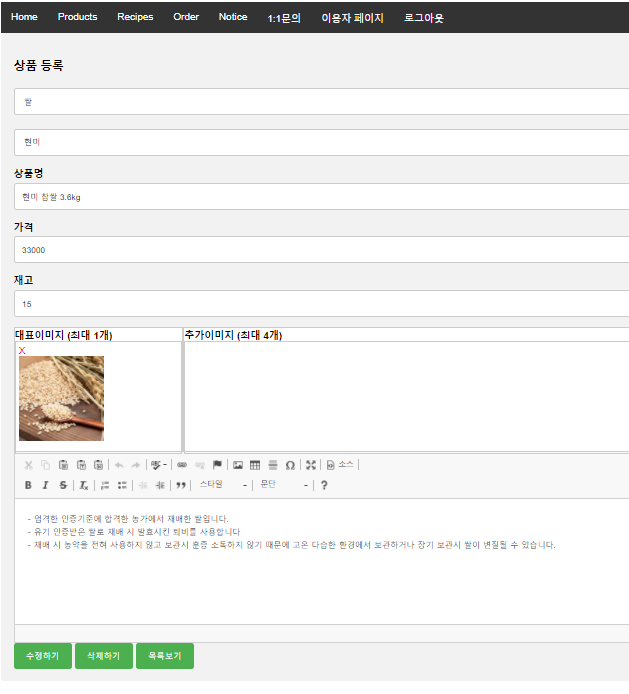 Home Products Recipes Order Notice 1:1문의 이용자 페이지 로그아웃
상품 등록
쌀
현미
상품명
현미 찹쌀 3.6kg
가격
33000
재고
15
대표이미지 (최대 1개) 추가이미지 (최대 4개)
X
소스
스타일 문단 ?
- 엄격한 인증기준에 합격한 농가에서 재배한 쌀입니다.
- 유기 인증받은 쌀로 재배 시 발효시킨 퇴비를 사용합니다
- 재배 시 농약을 전혀 사용하지 않고 보관시 훈증 소독하지 않기 때문에 고온 다습한 환경에서 보관하거나 장기 보관시 쌀이 변질될 수 있습니다.
수정하기 삭제하기 목록보기